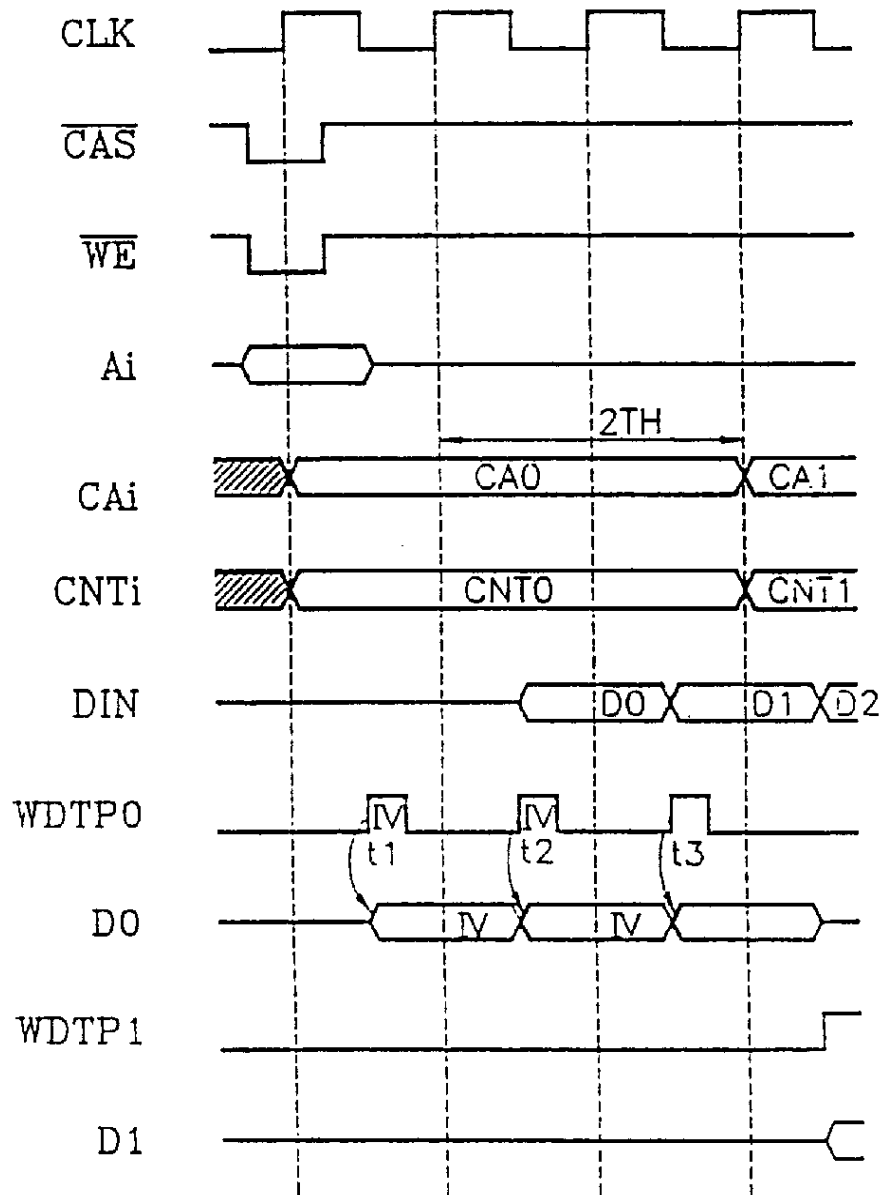 CLK
CAS
WE
Ai
2TH
CAi CA0 CA1
CNTi CNT0 CNT1
DIN D0 D1 D2
WDTP0 IV IV
t1 t2 t3
D0 IV IV
WDTP1
D1